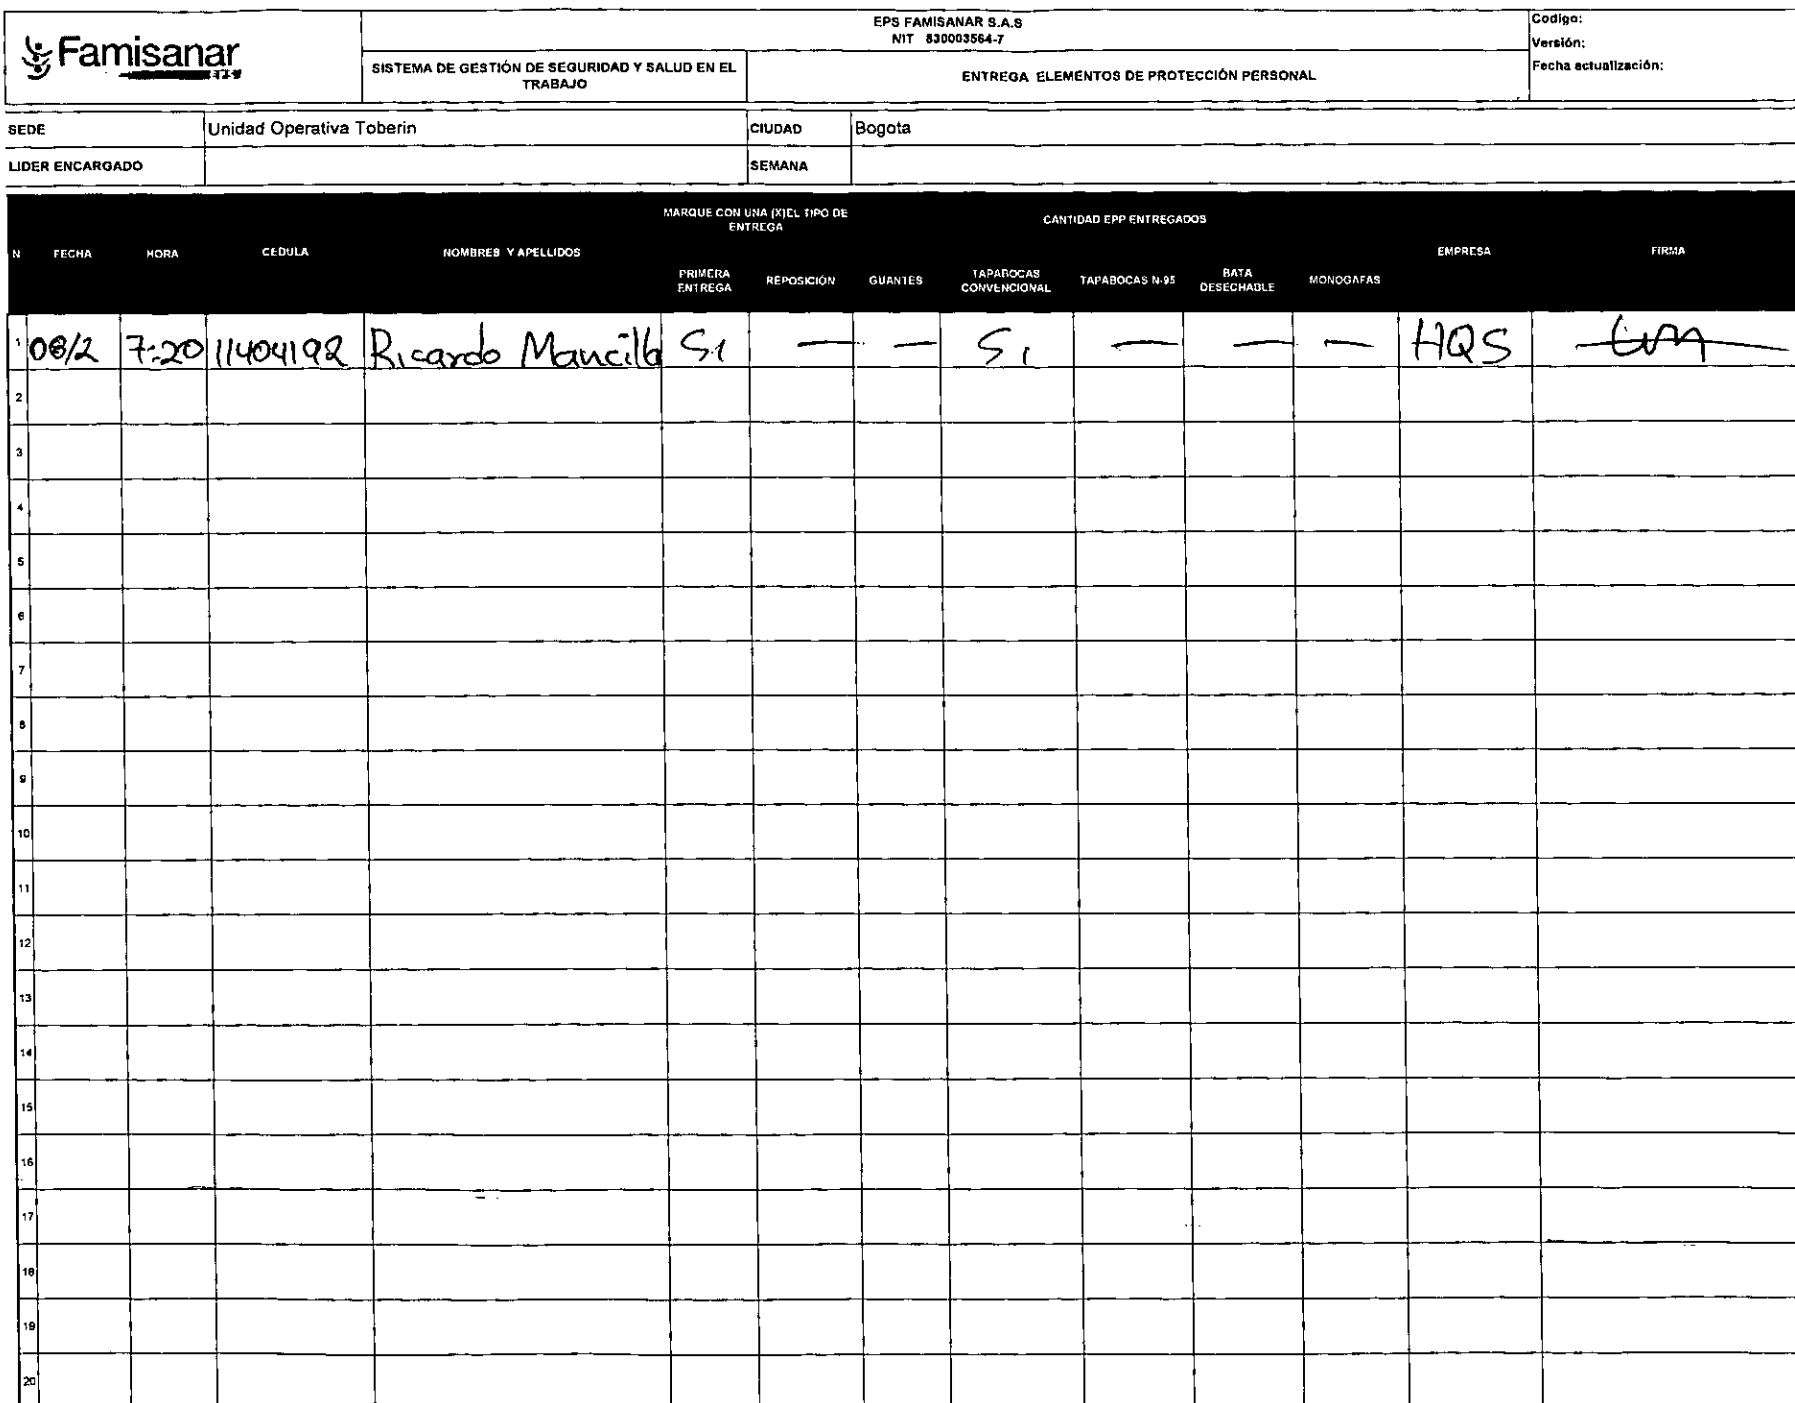 Famisanar
EPS
EPS FAMISANAR S.A.S
NIT 830003564-7
SISTEMA DE GESTIÓN DE SEGURIDAD Y SALUD EN EL
TRABAJO
ENTREGA ELEMENTOS DE PROTECCIÓN PERSONAL
Codigo:
Versión:
Fecha actualización:
SEDE Unidad Operativa Toberin CIUDAD Bogota
LIDER ENCARGADO SEMANA
MARQUE CON UNA (X)EL TIPO DE
ENTREGA
CANTIDAD EPP ENTREGADOS
N FECHA HORA CEDULA NOMBRES Y APELLIDOS EMPRESA FIRMA
PRIMERA
ENTREGA
REPOSICIÓN GUANTES
TAPABOCAS
CONVENCIONAL
TAPABOCAS N-95
BATA
DESECHABLE
MONOGAFAS
1 08/2 7:20 11404192 Ricardo Mancilla Si — — Si — — — HQS
2
3
4
5
6
7
8
9
10
11
12
13
14
15
16
17
18
19
20